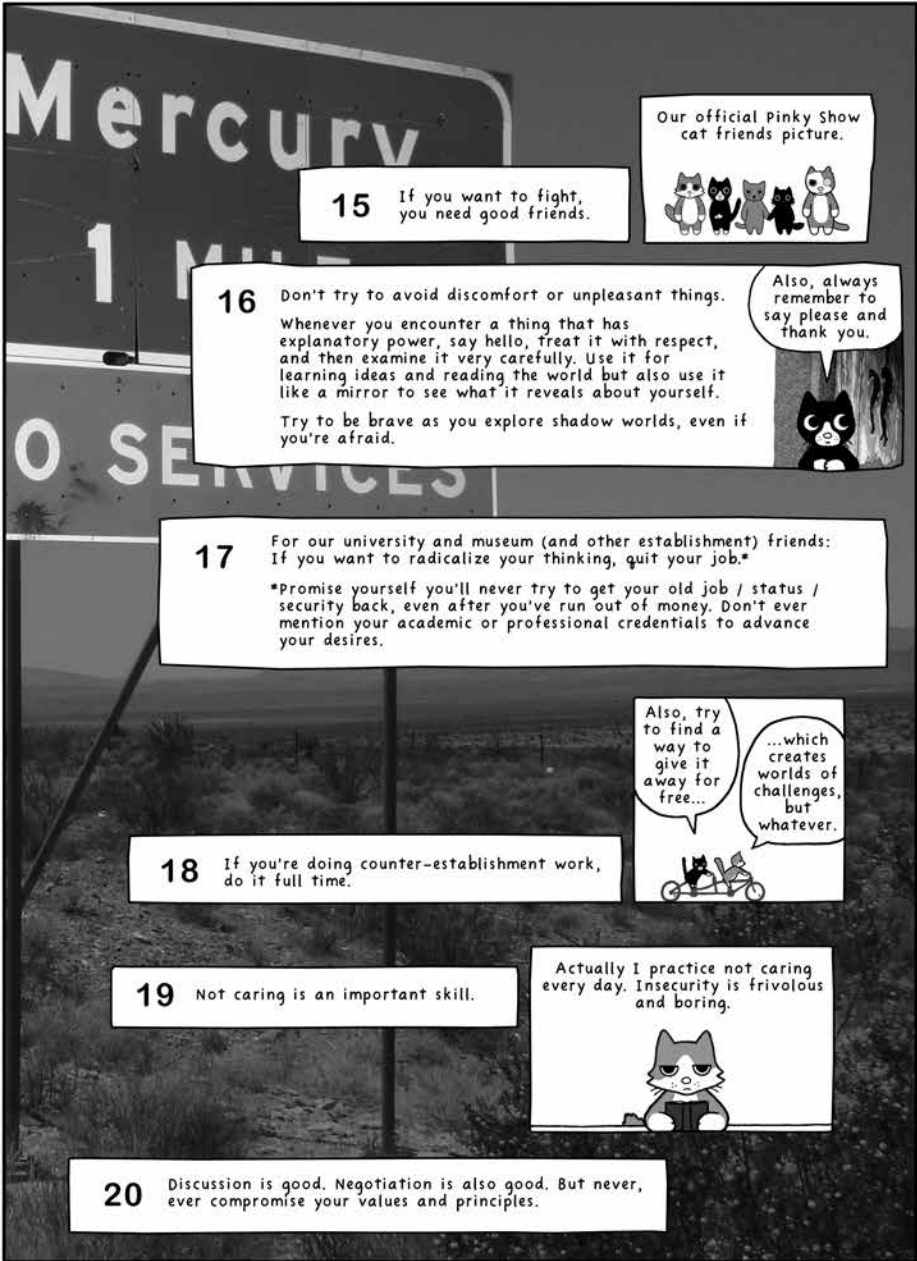 Mercury
1
O SERVICES
Our official Pinky Show
cat friends picture.
15
If you want to fight,
you need good friends.
16
Don't try to avoid discomfort or unpleasant things.
Whenever you encounter a thing that has
explanatory power, say hello, treat it with respect,
and then examine it very carefully. Use it for
learning ideas and reading the world but also use it
like a mirror to see what it reveals about yourself.
Try to be brave as you explore shadow worlds, even if
you're afraid.
Also, always
remember to
say please and
thank you.
17
For our university and museum (and other establishment) friends:
If you want to radicalize your thinking, quit your job.*
*Promise yourself you'll never try to get your old job / status /
security back, even after you've run out of money. Don't ever
mention your academic or professional credentials to advance
your desires.
Also, try
to find a
way to
give it
away for
free...
...which
creates
worlds of
challenges,
but
whatever.
18
If you're doing counter-establishment work,
do it full time.
19
Not caring is an important skill.
Actually I practice not caring
every day. Insecurity is frivolous
and boring.
20
Discussion is good. Negotiation is also good. But never,
ever compromise your values and principles.